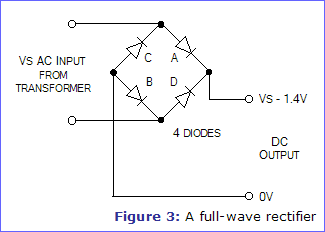 C
A
VS AC INPUT
FROM
TRANSFORMER
B
D
VS - 1.4V
4 DIODES
DC
OUTPUT
0V
Figure 3: A full-wave rectifier